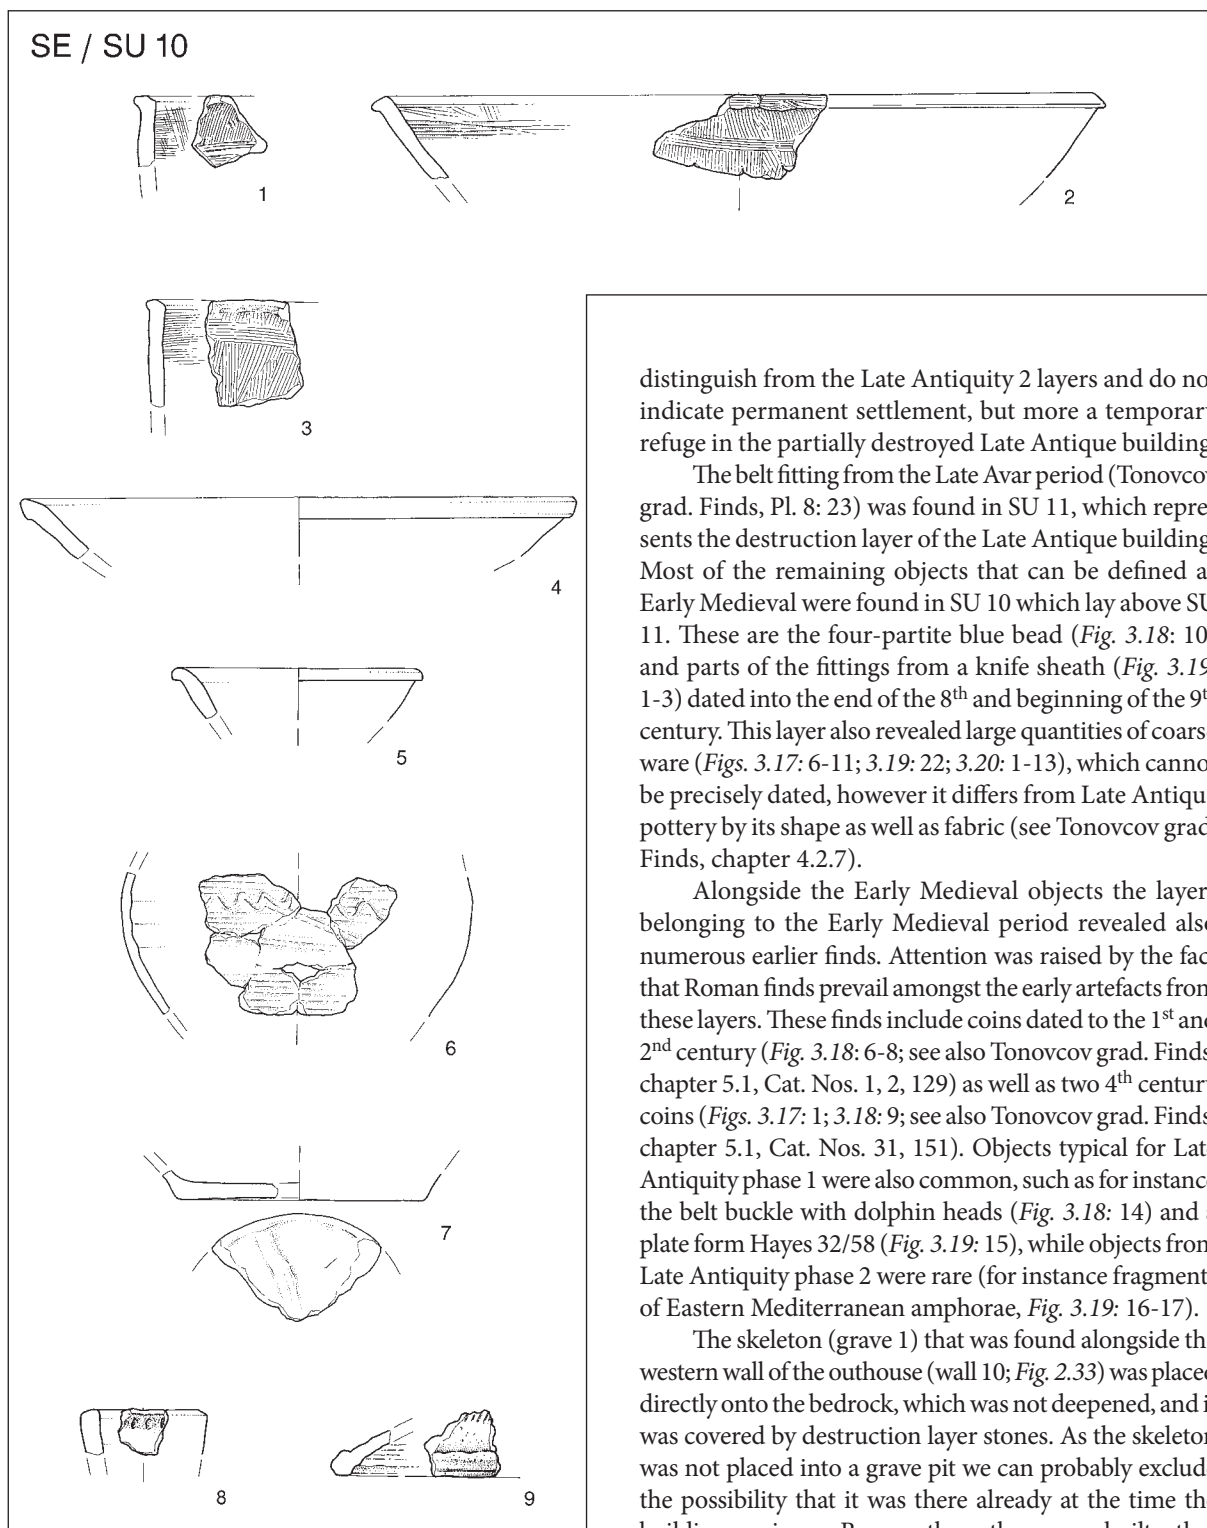 SE / SU 10
1
2
3
4
5
6
7
8
9
distinguish from the Late Antiquity 2 layers and do no
indicate permanent settlement, but more a temporar
refuge in the partially destroyed Late Antique building
The belt fitting from the Late Avar period (Tonovcov
grad. Finds, Pl. 8: 23) was found in SU 11, which repre
sents the destruction layer of the Late Antique building
Most of the remaining objects that can be defined a
Early Medieval were found in SU 10 which lay above SU
11. These are the four-partite blue bead (Fig. 3.18: 10
and parts of the fittings from a knife sheath (Fig. 3.19
1-3) dated into the end of the 8th and beginning of the 9t
century. This layer also revealed large quantities of coars
ware (Figs. 3.17: 6-11; 3.19: 22; 3.20: 1-13), which canno
be precisely dated, however it differs from Late Antiqu
pottery by its shape as well as fabric (see Tonovcov grad
Finds, chapter 4.2.7).
Alongside the Early Medieval objects the layer
belonging to the Early Medieval period revealed also
numerous earlier finds. Attention was raised by the fac
that Roman finds prevail amongst the early artefacts from
these layers. These finds include coins dated to the 1st and
2nd century (Fig. 3.18: 6-8; see also Tonovcov grad. Finds
chapter 5.1, Cat. Nos. 1, 2, 129) as well as two 4th century
coins (Figs. 3.17: 1; 3.18: 9; see also Tonovcov grad. Finds
chapter 5.1, Cat. Nos. 31, 151). Objects typical for Lat
Antiquity phase 1 were also common, such as for instance
the belt buckle with dolphin heads (Fig. 3.18: 14) and a
plate form Hayes 32/58 (Fig. 3.19: 15), while objects from
Late Antiquity phase 2 were rare (for instance fragment
of Eastern Mediterranean amphorae, Fig. 3.19: 16-17).
The skeleton (grave 1) that was found alongside th
western wall of the outhouse (wall 10; Fig. 2.33) was placed
directly onto the bedrock, which was not deepened, and i
was covered by destruction layer stones. As the skeleton
was not placed into a grave pit we can probably exclud
the possibility that it was there already at the time th